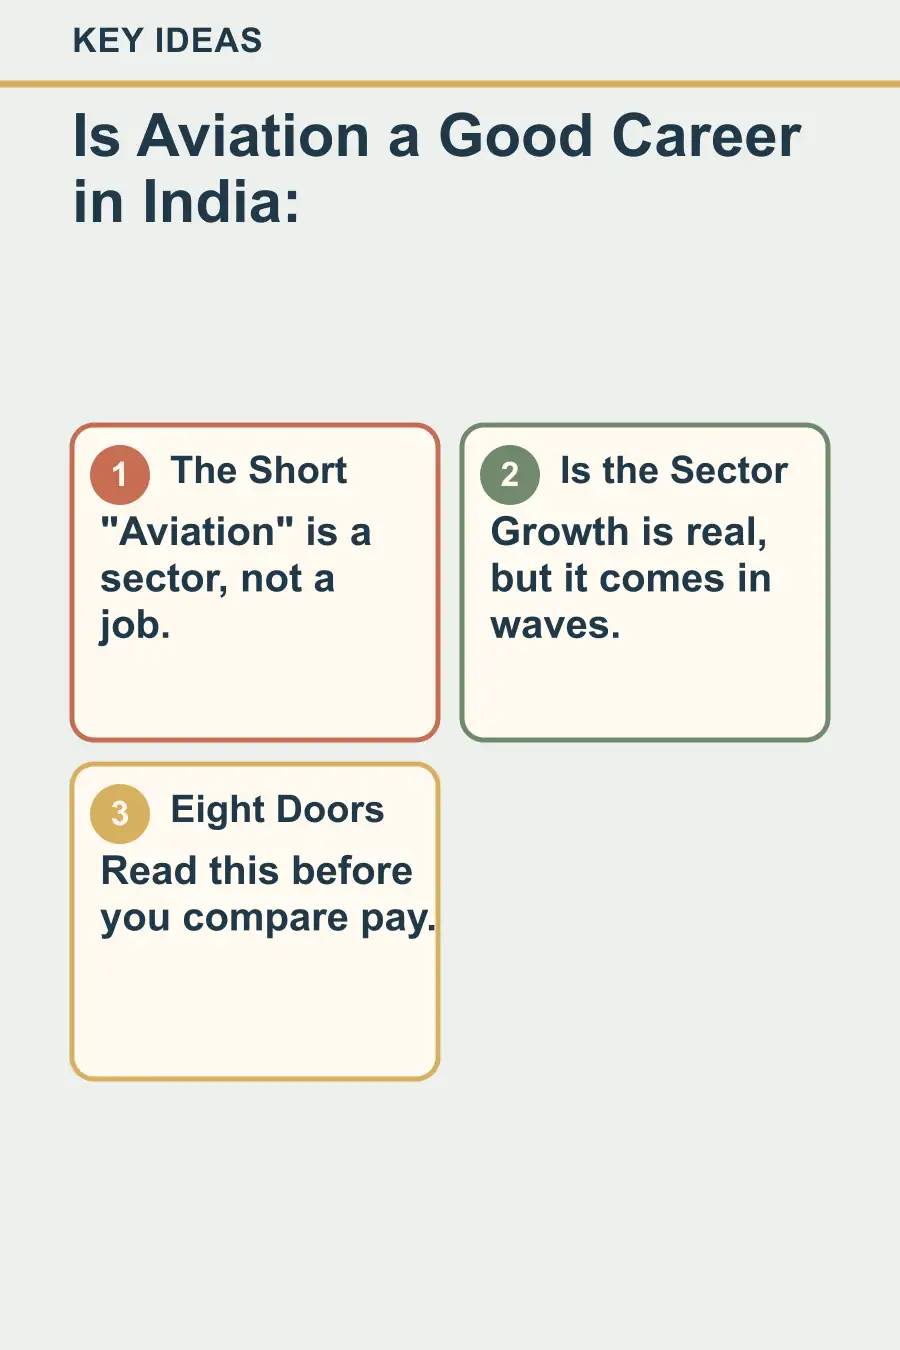 KEY IDEAS
Is Aviation a Good Career
in India:
1 The Short
"Aviation" is a
sector, not a
job.
2 Is the Sector
Growth is real,
but it comes in
waves.
3 Eight Doors
Read this before
you compare pay.